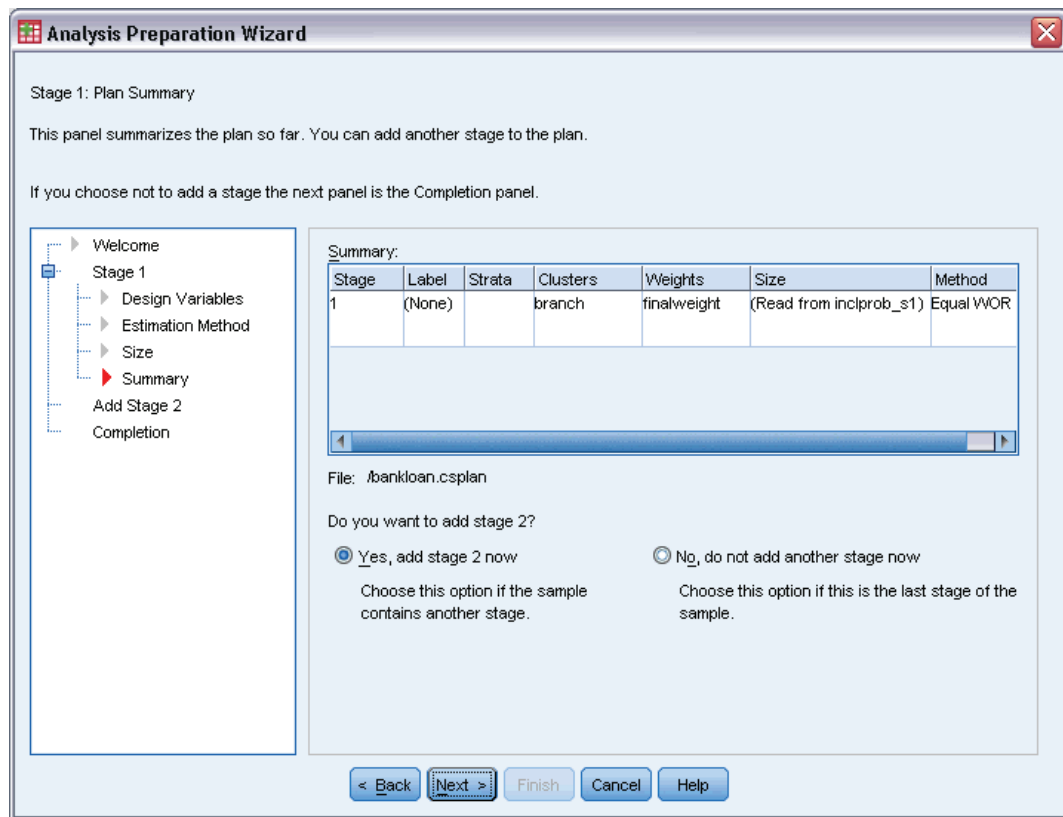 Analysis Preparation Wizard
Stage 1: Plan Summary
This panel summarizes the plan so far. You can add another stage to the plan.
If you choose not to add a stage the next panel is the Completion panel.
Welcome
Stage 1
Design Variables
Estimation Method
Size
Summary
Add Stage 2
Completion
Summary:
Stage Label Strata Clusters Weights Size Method
1 (None) branch finalweight (Read from inclprob_s1) Equal WOR
File: /bankloan.csplan
Do you want to add stage 2?
Yes, add stage 2 now
Choose this option if the sample
contains another stage.
No, do not add another stage now
Choose this option if this is the last stage of the
sample.
< Back Next > Finish Cancel Help